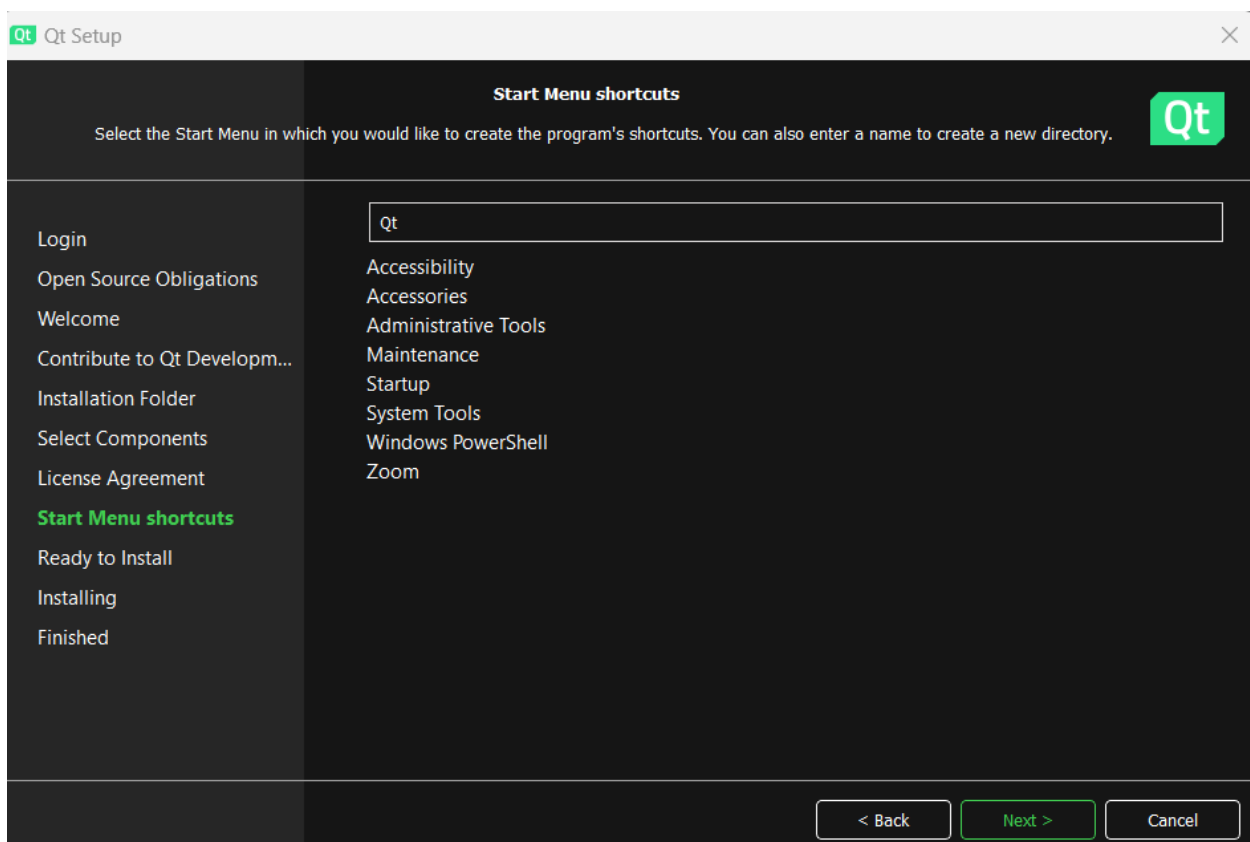 Qt Qt Setup
Start Menu shortcuts
Select the Start Menu in which you would like to create the program's shortcuts. You can also enter a name to create a new directory.
Qt
Login
Open Source Obligations
Welcome
Contribute to Qt Developm...
Installation Folder
Select Components
License Agreement
Start Menu shortcuts
Ready to Install
Installing
Finished
Qt
Accessibility
Accessories
Administrative Tools
Maintenance
Startup
System Tools
Windows PowerShell
Zoom
< Back Next > Cancel